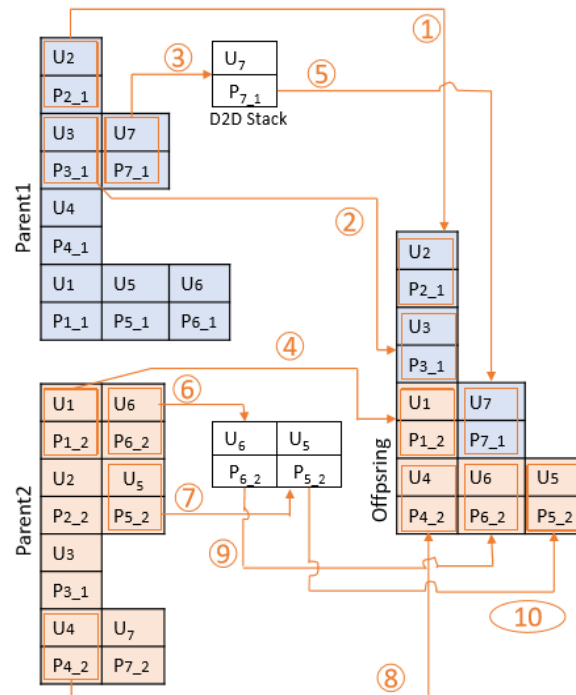 ①
U2
③
U7
⑤
P2_1
P7_1
D2D Stack
U3 U7
P3_1 P7_1
Parent1
U4
②
P4_1
U2
U1 U5 U6
P2_1
P1_1 P5_1 P6_1
U3
④
P3_1
U1 U6
⑥
U1 U7
P1_2 P6_2
U6 U5
P1_2 P7_1
Offpsring
U2 U5
P6_2 P5_2
U4 U6 U5
P2_2 P5_2
⑦
P4_2 P6_2 P5_2
Parent2
U3
⑨
P3_1
10
U4 U7
P4_2 P7_2
⑧